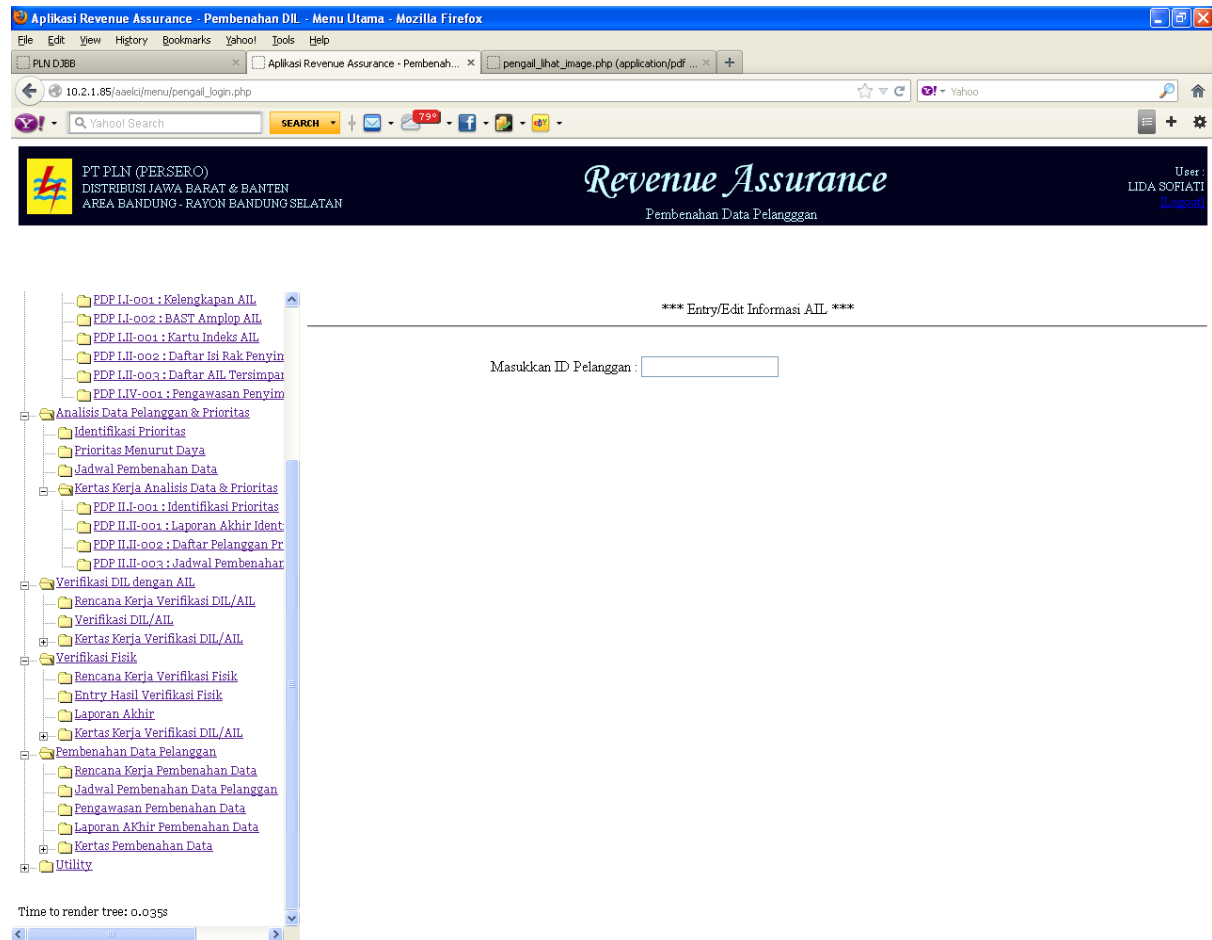 Aplikasi Revenue Assurance - Pembenahan DIL - Menu Utama - Mozilla Firefox
File Edit View History Bookmarks Yahoo! Tools Help
PLN DJBB
Aplikasi Revenue Assurance - Pembenah...
pengail_lihat_image.php (application/pdf ...
10.2.1.85/aaelci/menu/pengail_login.php
Yahoo
Yahoo! Search
SEARCH
79°
eBY
PT PLN (PERSERO)
DISTRIBUSI JAWA BARAT & BANTEN
AREA BANDUNG - RAYON BANDUNG SELATAN
Revenue Assurance
Pembenahan Data Pelangggan
User :
LIDA SOFIATI
[Logout]
PDP I.I-001 : Kelengkapan AIL
PDP I.I-002 : BAST Amplop AIL
PDP I.II-001 : Kartu Indeks AIL
PDP I.II-002 : Daftar Isi Rak Penyim
PDP I.II-003 : Daftar AIL Tersimpan
PDP I.IV-001 : Pengawasan Penyim
Analisis Data Pelanggan & Prioritas
Identifikasi Prioritas
Prioritas Menurut Daya
Jadwal Pembenahan Data
Kertas Kerja Analisis Data & Prioritas
PDP II.I-001 : Identifikasi Prioritas
PDP II.II-001 : Laporan Akhir Ident
PDP II.II-002 : Daftar Pelanggan Pr
PDP II.II-003 : Jadwal Pembenahan
Verifikasi DIL dengan AIL
Rencana Kerja Verifikasi DIL/AIL
Verifikasi DIL/AIL
Kertas Kerja Verifikasi DIL/AIL
Verifikasi Fisik
Rencana Kerja Verifikasi Fisik
Entry Hasil Verifikasi Fisik
Laporan Akhir
Kertas Kerja Verifikasi DIL/AIL
Pembenahan Data Pelanggan
Rencana Kerja Pembenahan Data
Jadwal Pembenahan Data Pelanggan
Pengawasan Pembenahan Data
Laporan AKhir Pembenahan Data
Kertas Pembenahan Data
Utility
Time to render tree: 0.035s
*** Entry/Edit Informasi AIL ***
Masukkan ID Pelanggan :